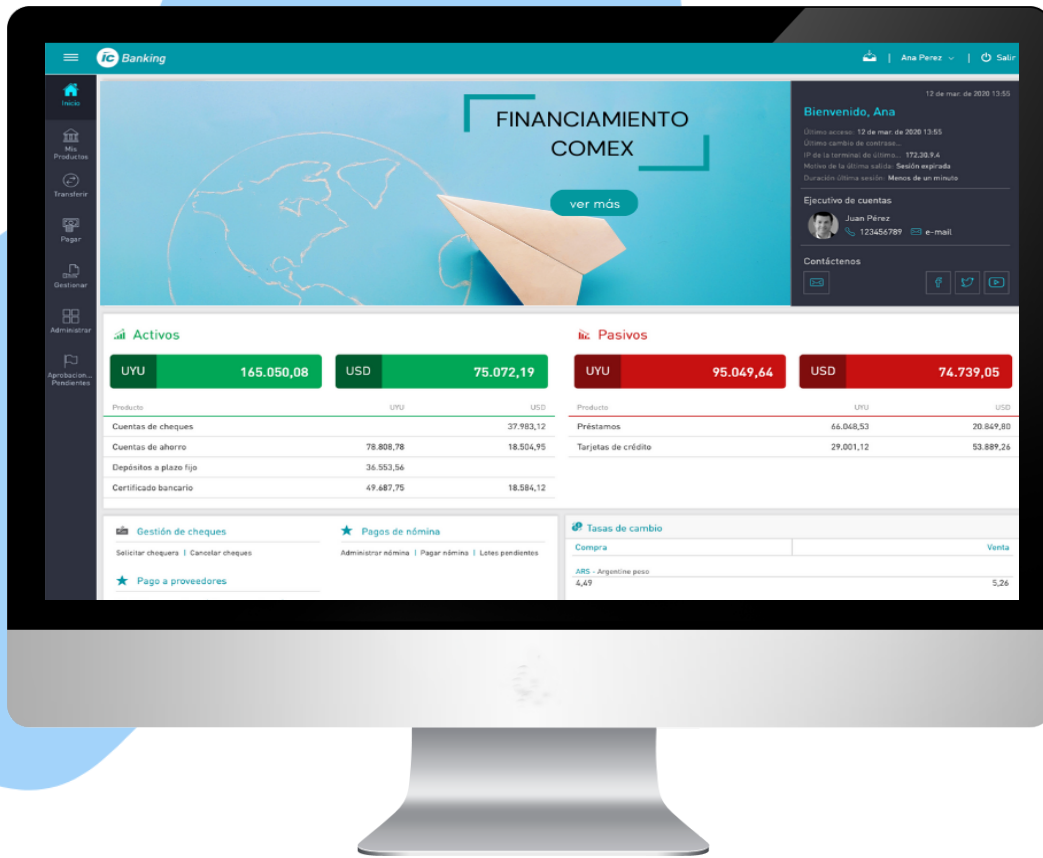 ic Banking
Ana Perez
Salir
Inicio
Mis
Productos
Transferir
Pagar
Gestionar
Administrar
Aprobacion...
Pendientes
FINANCIAMIENTO
COMEX
ver más
12 de mar. de 2020 13:55
Bienvenido, Ana
Último acceso: 12 de mar. de 2020 13:55
Último cambio de contrase...
IP de la terminal de último... 172.30.9.4
Motivo de la última salida: Sesión expirada
Duración última sesión: Menos de un minuto
Ejecutivo de cuentas
Juan Pérez
123456789 e-mail
Contáctenos
Activos
UYU 165.050,08 USD 75.072,19
Producto UYU USD
Cuentas de cheques 37.983,12
Cuentas de ahorro 78.808,78 18.504,95
Depósitos a plazo fijo 36.553,56
Certificado bancario 49.687,75 18.584,12
Pasivos
UYU 95.049,64 USD 74.739,05
Producto UYU USD
Préstamos 66.048,53 20.849,80
Tarjetas de crédito 29.001,12 53.889,26
Gestión de cheques
Solicitar chequera | Cancelar cheques
Pagos de nómina
Administrar nómina | Pagar nómina | Lotes pendientes
Pago a proveedores
Tasas de cambio
Compra Venta
ARS - Argentine peso
4,49 5,26